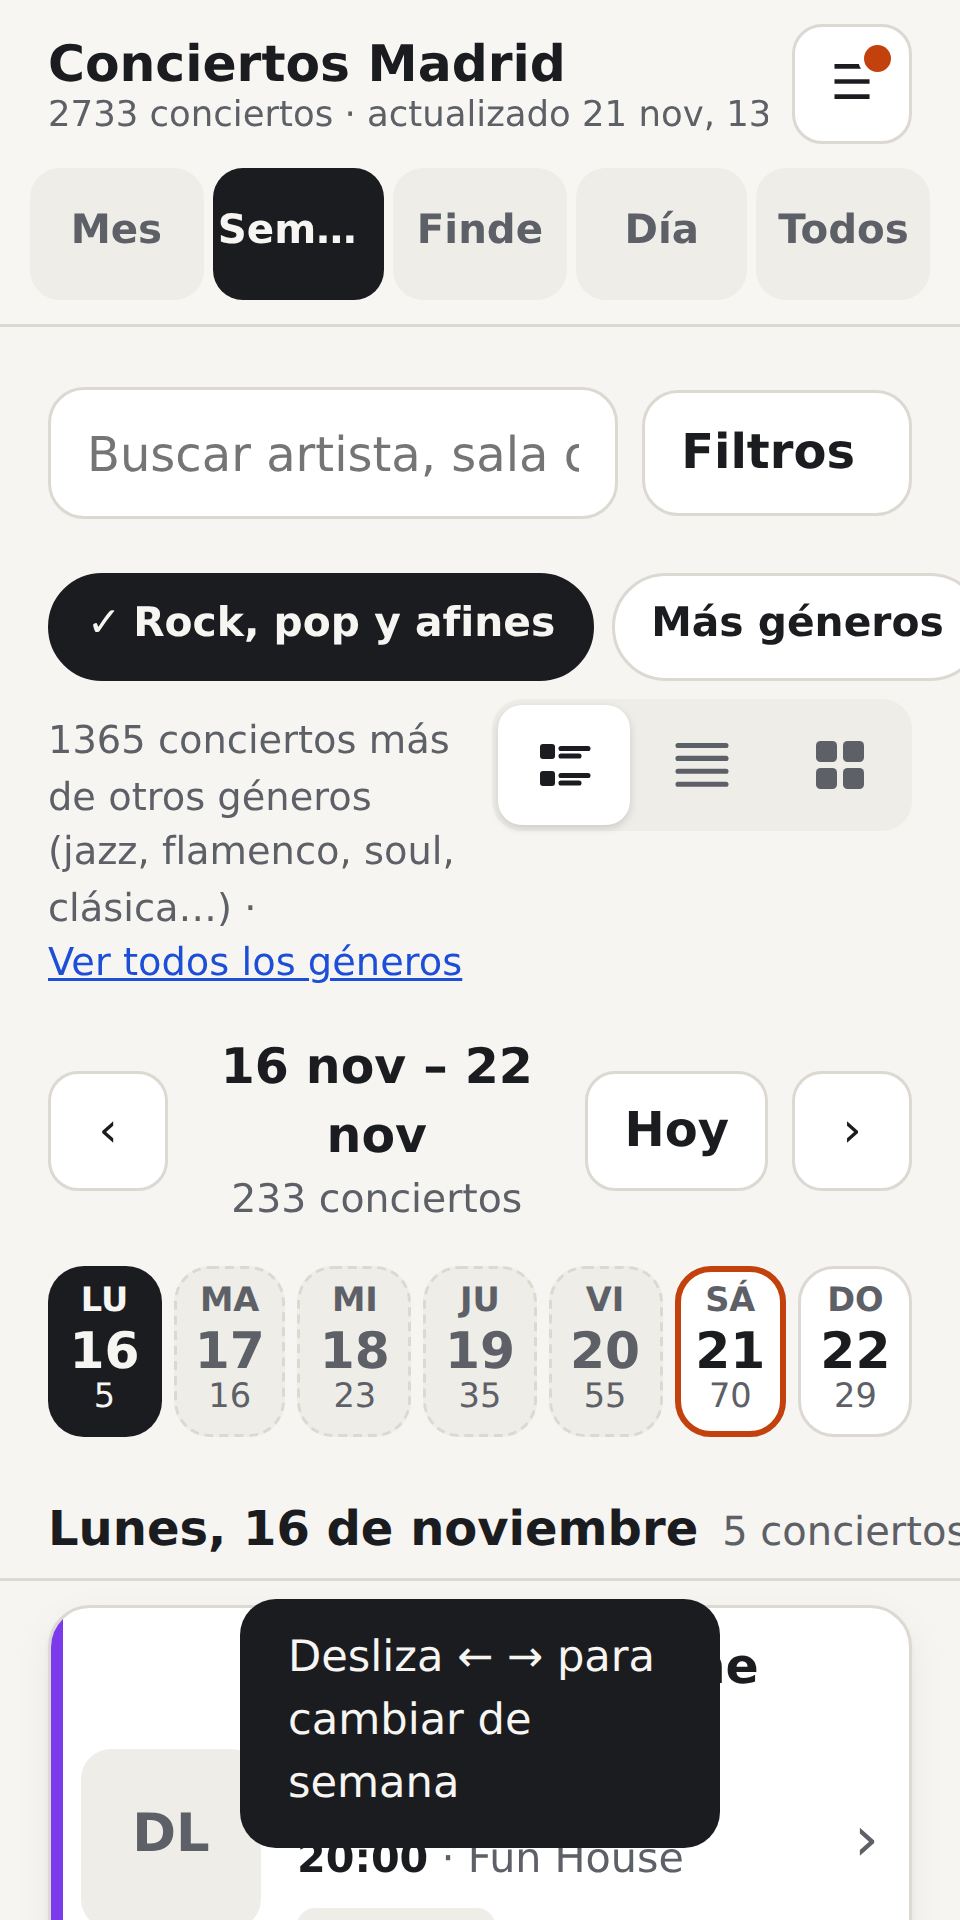 Conciertos Madrid
2733 conciertos · actualizado 21 nov, 13
Mes
Sem...
Finde
Día
Todos
Buscar artista, sala
Filtros
✓ Rock, pop y afines
Más géneros
1365 conciertos más
de otros géneros
(jazz, flamenco, soul,
clásica...) ·
Ver todos los géneros
‹
16 nov – 22
nov
233 conciertos
Hoy
›
LU
16
5
MA
17
16
MI
18
23
JU
19
35
VI
20
55
SÁ
21
70
DO
22
29
Lunes, 16 de noviembre 5 conciertos
Desliza ← → para
cambiar de
semana
DL
20:00 · Fun House
›